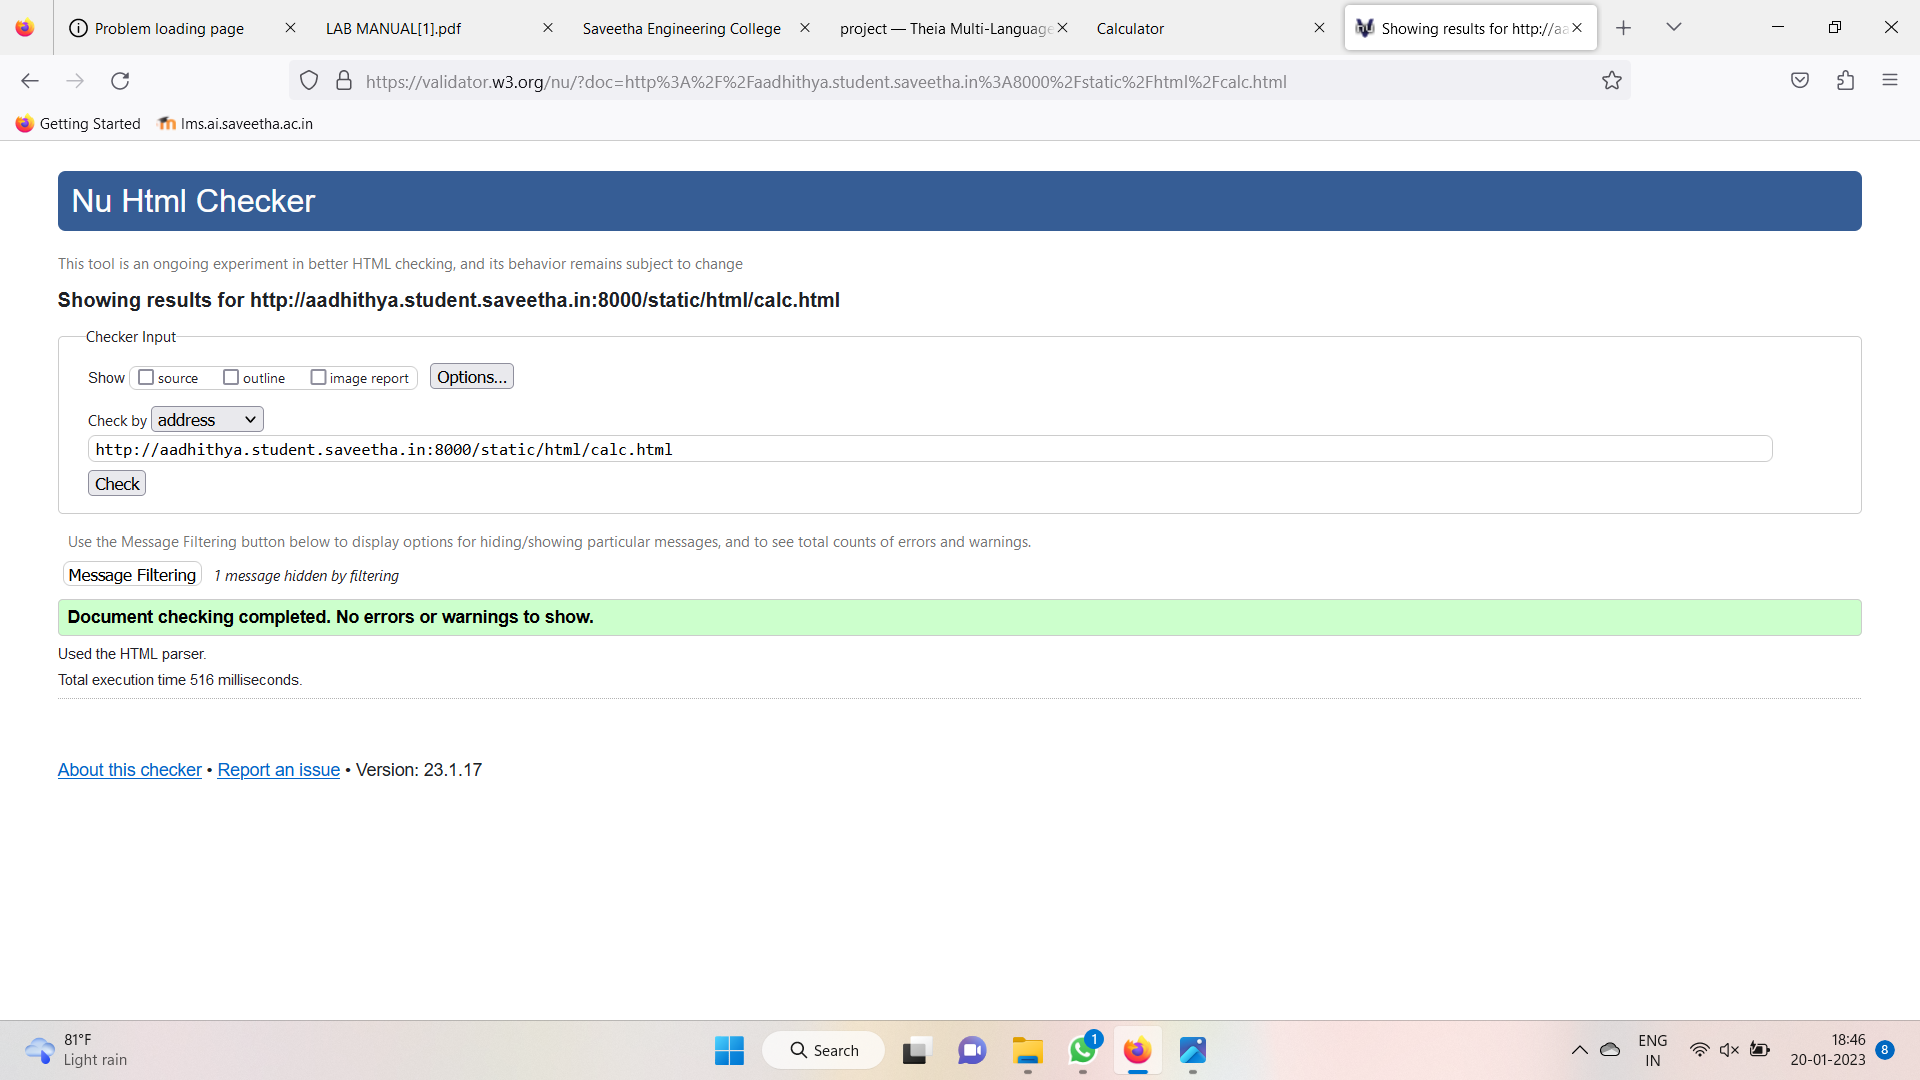 Problem loading page
LAB MANUAL[1].pdf
Saveetha Engineering College
project — Theia Multi-Language
Calculator
Showing results for http://aa
https://validator.w3.org/nu/?doc=http%3A%2F%2Faadhithya.student.saveetha.in%3A8000%2Fstatic%2Fhtml%2Fcalc.html
Getting Started
lms.ai.saveetha.ac.in
Nu Html Checker
This tool is an ongoing experiment in better HTML checking, and its behavior remains subject to change
Showing results for http://aadhithya.student.saveetha.in:8000/static/html/calc.html
Checker Input
Show source outline image report Options...
Check by address
http://aadhithya.student.saveetha.in:8000/static/html/calc.html
Check
Use the Message Filtering button below to display options for hiding/showing particular messages, and to see total counts of errors and warnings.
Message Filtering 1 message hidden by filtering
Document checking completed. No errors or warnings to show.
Used the HTML parser.
Total execution time 516 milliseconds.
About this checker • Report an issue • Version: 23.1.17
81°F
Light rain
Search
1
ENG
IN
18:46
20-01-2023
8